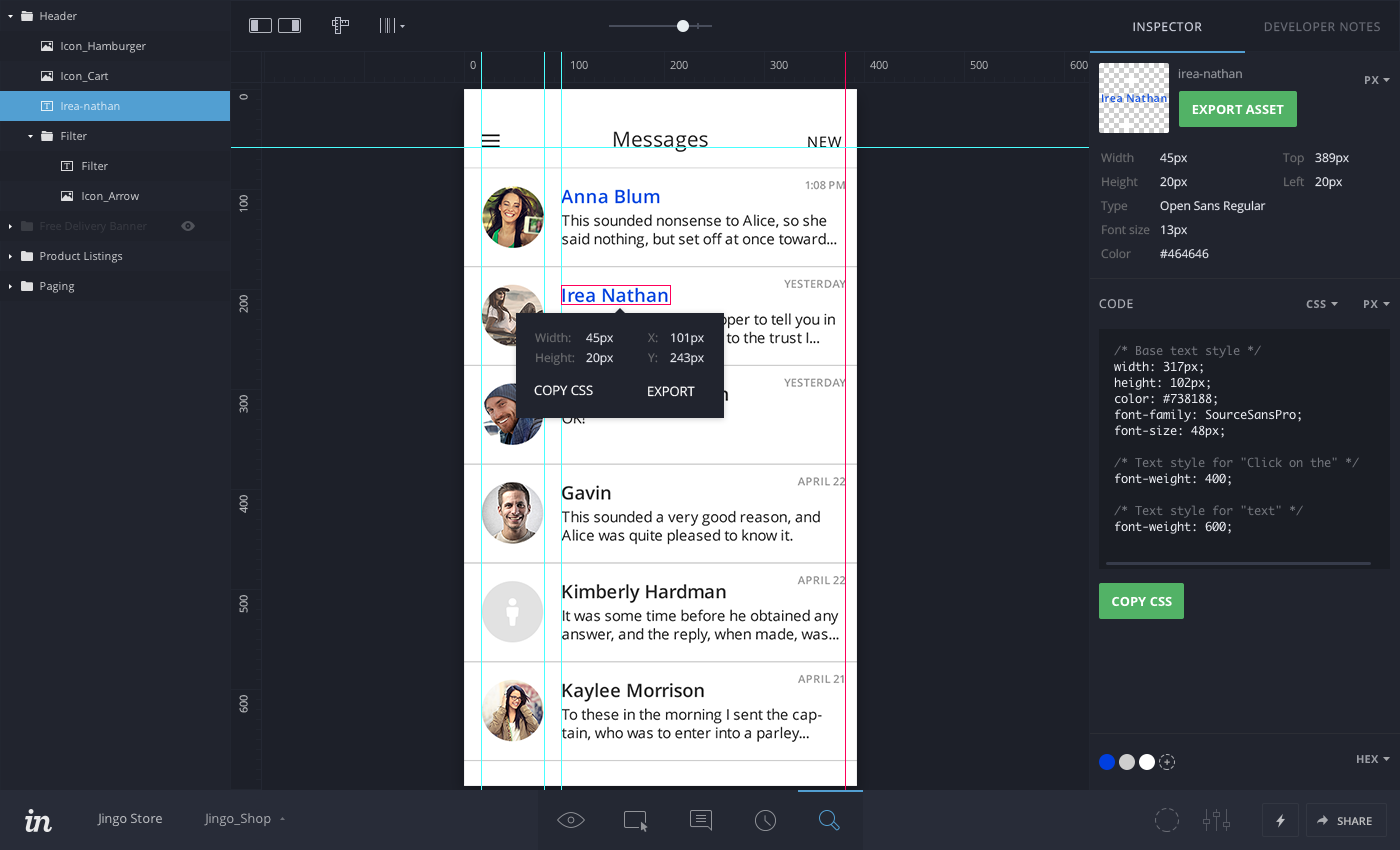 Header
Icon_Hamburger
Icon_Cart
Irea-nathan
Filter
Filter
Icon_Arrow
Free Delivery Banner
Product Listings
Paging
0 100 200 300 400 500 600
0
100
200
300
400
500
600
Messages
NEW
1:08 PM
Anna Blum
This sounded nonsense to Alice, so she
said nothing, but set off at once toward...
YESTERDAY
Irea Nathan
oper to tell you in
to the trust I...
Width: 45px X: 101px
Height: 20px Y: 243px
COPY CSS EXPORT
YESTERDAY
OK!
APRIL 22
Gavin
This sounded a very good reason, and
Alice was quite pleased to know it.
APRIL 22
Kimberly Hardman
It was some time before he obtained any
answer, and the reply, when made, was...
APRIL 21
Kaylee Morrison
To these in the morning I sent the cap-
tain, who was to enter into a parley...
INSPECTOR DEVELOPER NOTES
irea-nathan
PX
Irea Nathan
EXPORT ASSET
Width 45px Top 389px
Height 20px Left 20px
Type Open Sans Regular
Font size 13px
Color #464646
CODE CSS PX
/* Base text style */
width: 317px;
height: 102px;
color: #738188;
font-family: SourceSansPro;
font-size: 48px;
/* Text style for "Click on the" */
font-weight: 400;
/* Text style for "text" */
font-weight: 600;
COPY CSS
HEX
in Jingo Store Jingo_Shop
SHARE